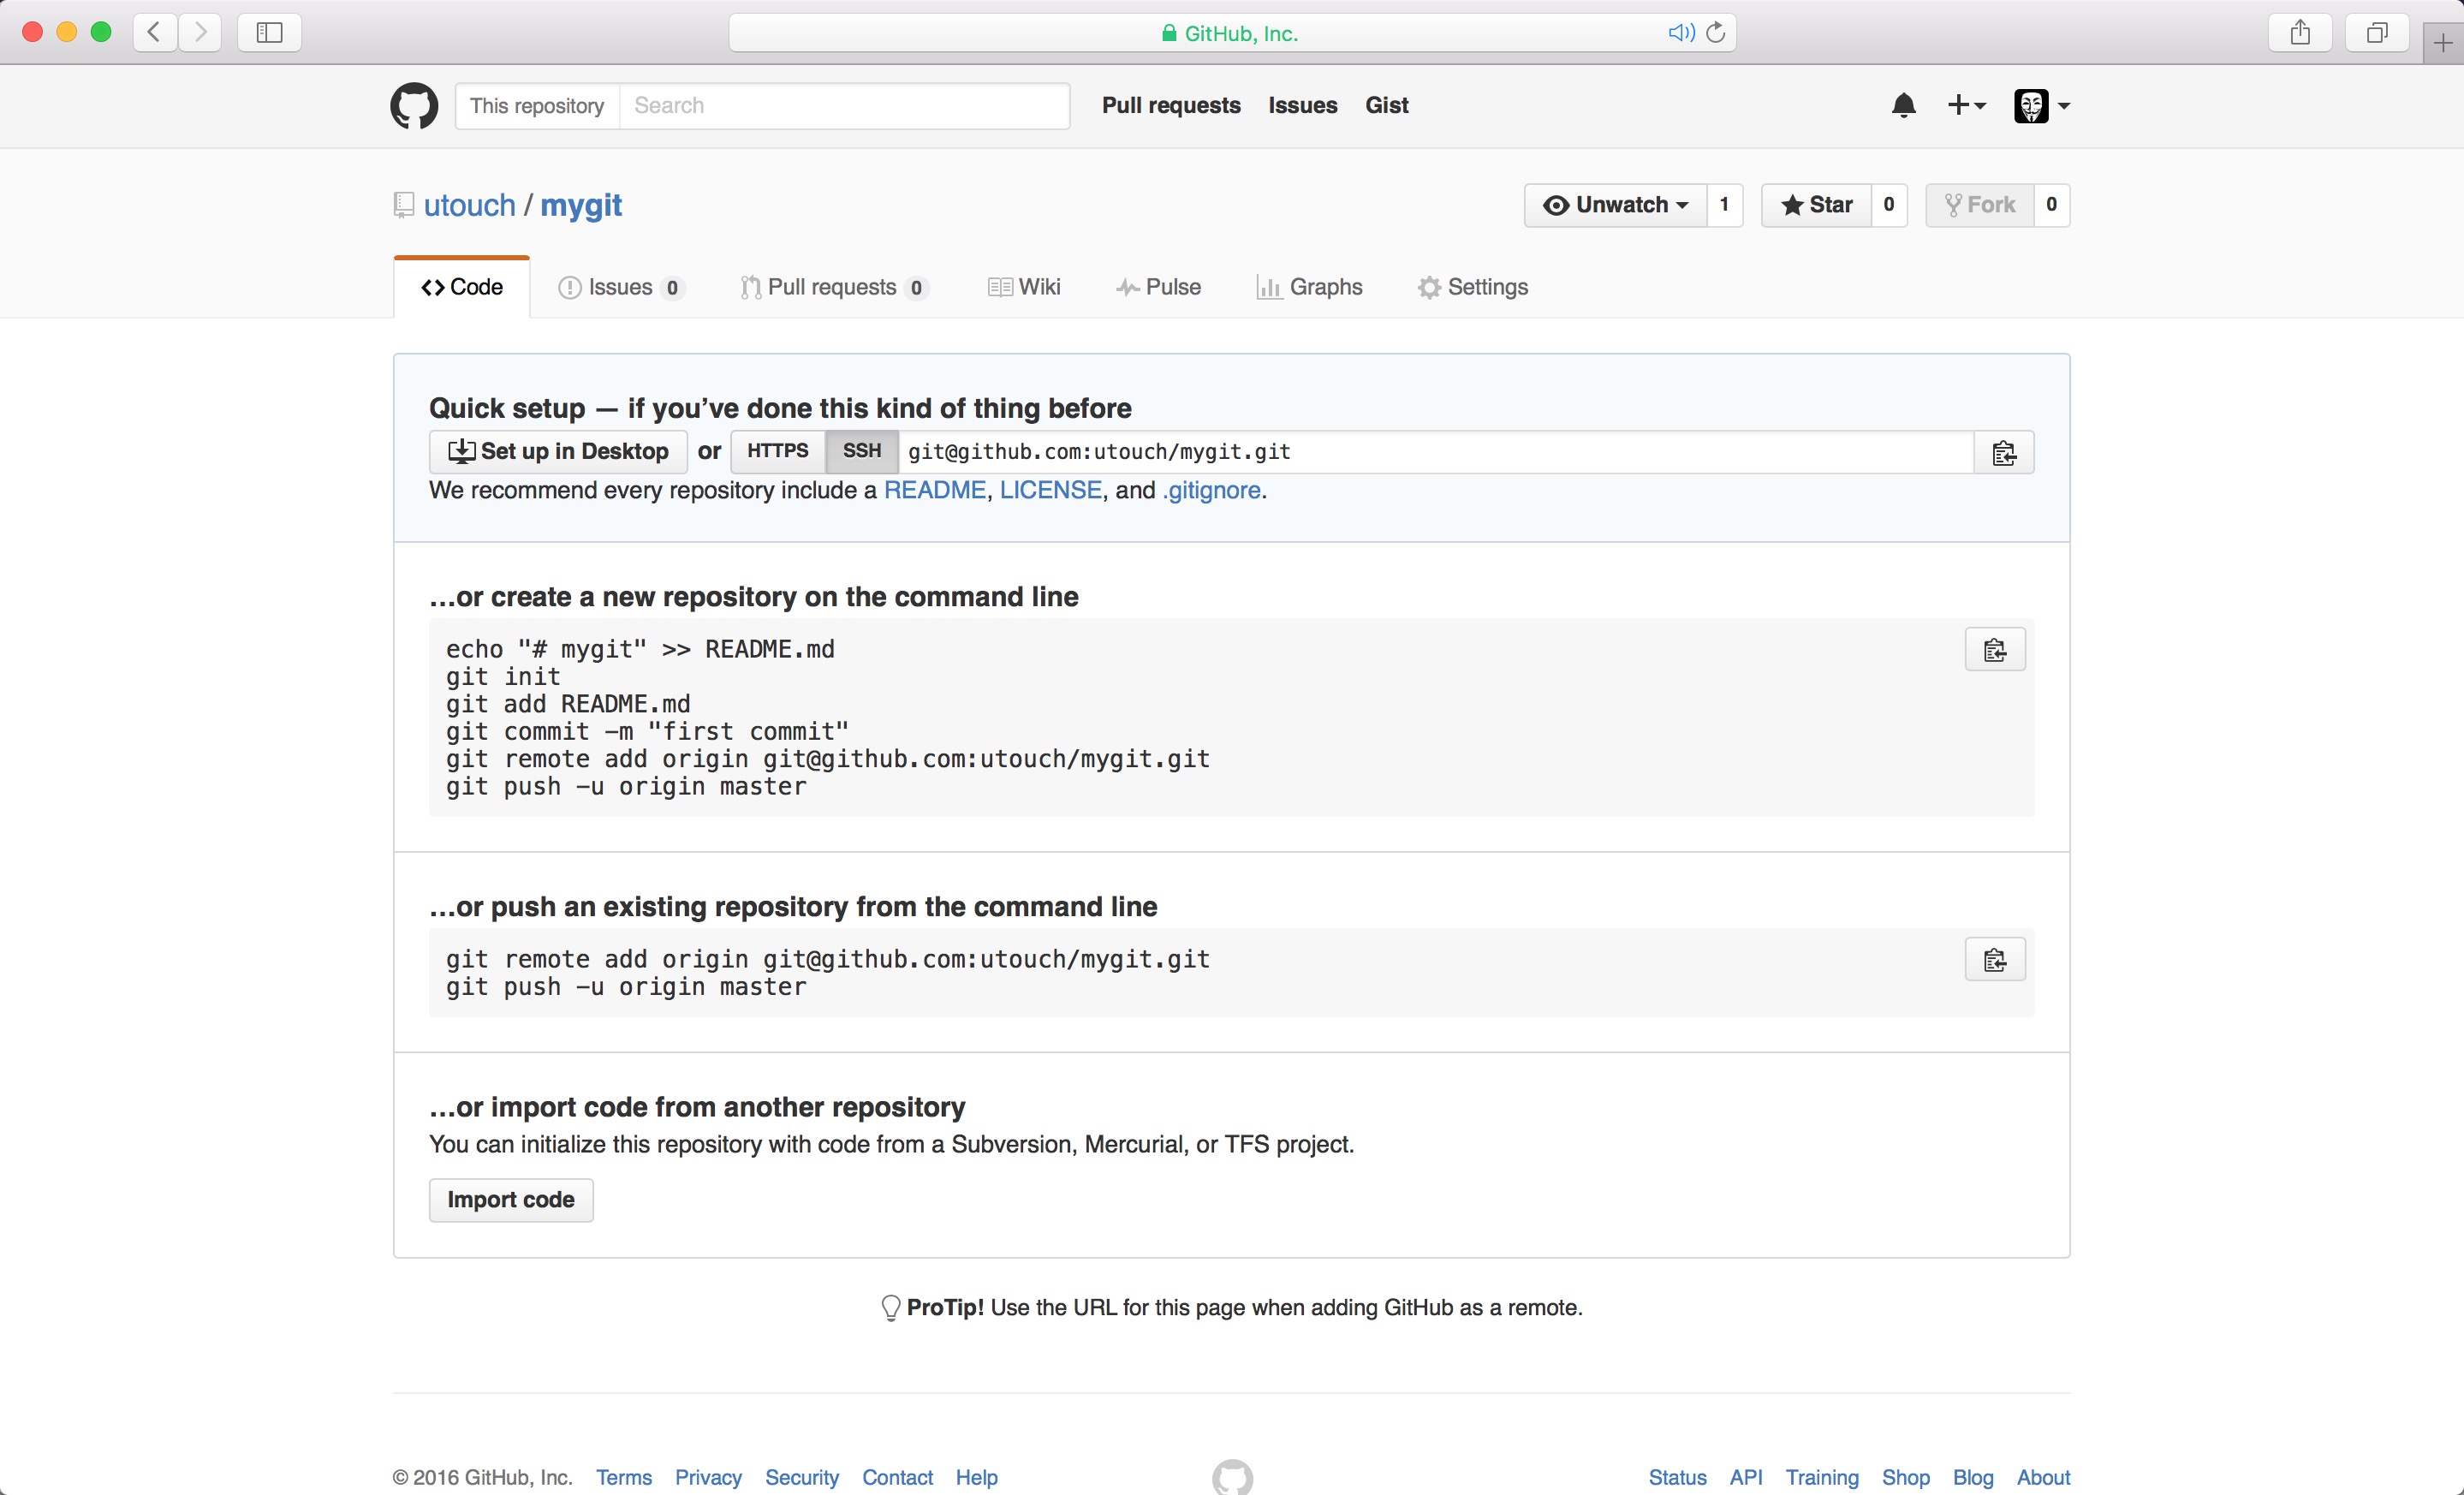 GitHub, Inc.
This repository Search Pull requests Issues Gist
utouch / mygit
Unwatch 1 Star 0 Fork 0
Code Issues 0 Pull requests 0 Wiki Pulse Graphs Settings
Quick setup — if you’ve done this kind of thing before
Set up in Desktop or HTTPS SSH git@github.com:utouch/mygit.git
We recommend every repository include a README, LICENSE, and .gitignore.
…or create a new repository on the command line
echo "# mygit" >> README.md
git init
git add README.md
git commit -m "first commit"
git remote add origin git@github.com:utouch/mygit.git
git push -u origin master
…or push an existing repository from the command line
git remote add origin git@github.com:utouch/mygit.git
git push -u origin master
…or import code from another repository
You can initialize this repository with code from a Subversion, Mercurial, or TFS project.
Import code
ProTip! Use the URL for this page when adding GitHub as a remote.
© 2016 GitHub, Inc. Terms Privacy Security Contact Help Status API Training Shop Blog About